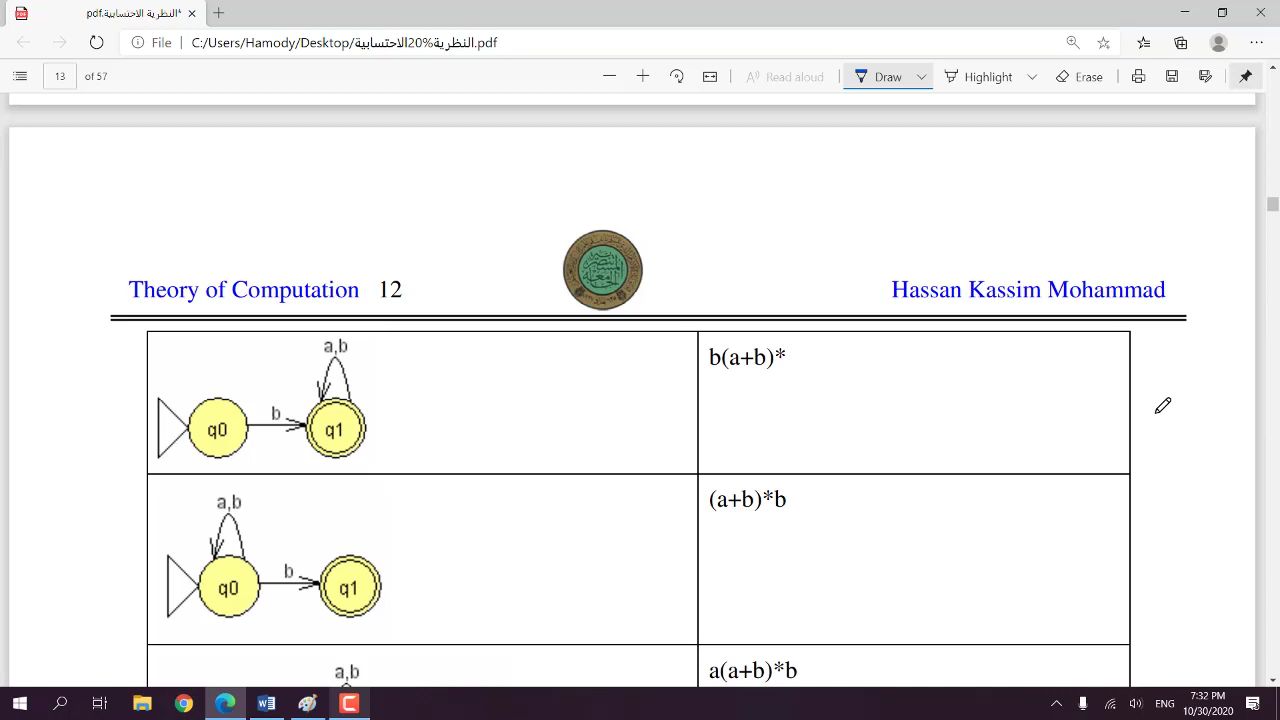 النظرية الاحتسابية.pdf*
File
C:/Users/Hamody/Desktop/النظرية%20الاحتسابية.pdf
13 of 57
Read aloud
Draw
Highlight
Erase
Theory of Computation 12
Hassan Kassim Mohammad
a,b
b(a+b)*
q0
b
q1
a,b
(a+b)*b
q0
b
q1
a,b
a(a+b)*b
ENG
7:32 PM
10/30/2020